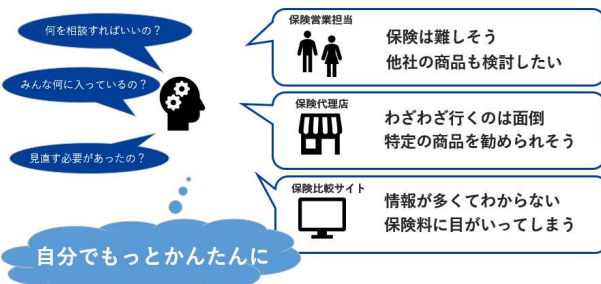 何を相談すればいいの？
みんな何に入っているの？
見直す必要があったの？
自分でもっとかんたんに
保険営業担当
保険は難しそう
他社の商品も検討したい
保険代理店
わざわざ行くのは面倒
特定の商品を勧められそう
保険比較サイト
情報が多くてわからない
保険料に目がいってしまう